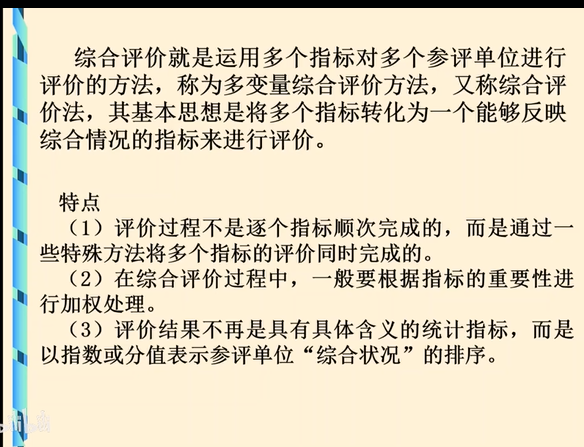 综合评价就是运用多个指标对多个参评单位进行
评价的方法，称为多变量综合评价方法，又称综合评
价法，其基本思想是将多个指标转化为一个能够反映
综合情况的指标来进行评价。
特点
（1）评价过程不是逐个指标顺次完成的，而是通过一
些特殊方法将多个指标的评价同时完成的。
（2）在综合评价过程中，一般要根据指标的重要性进
行加权处理。
（3）评价结果不再是具有具体含义的统计指标，而是
以指数或分值表示参评单位“综合状况”的排序。